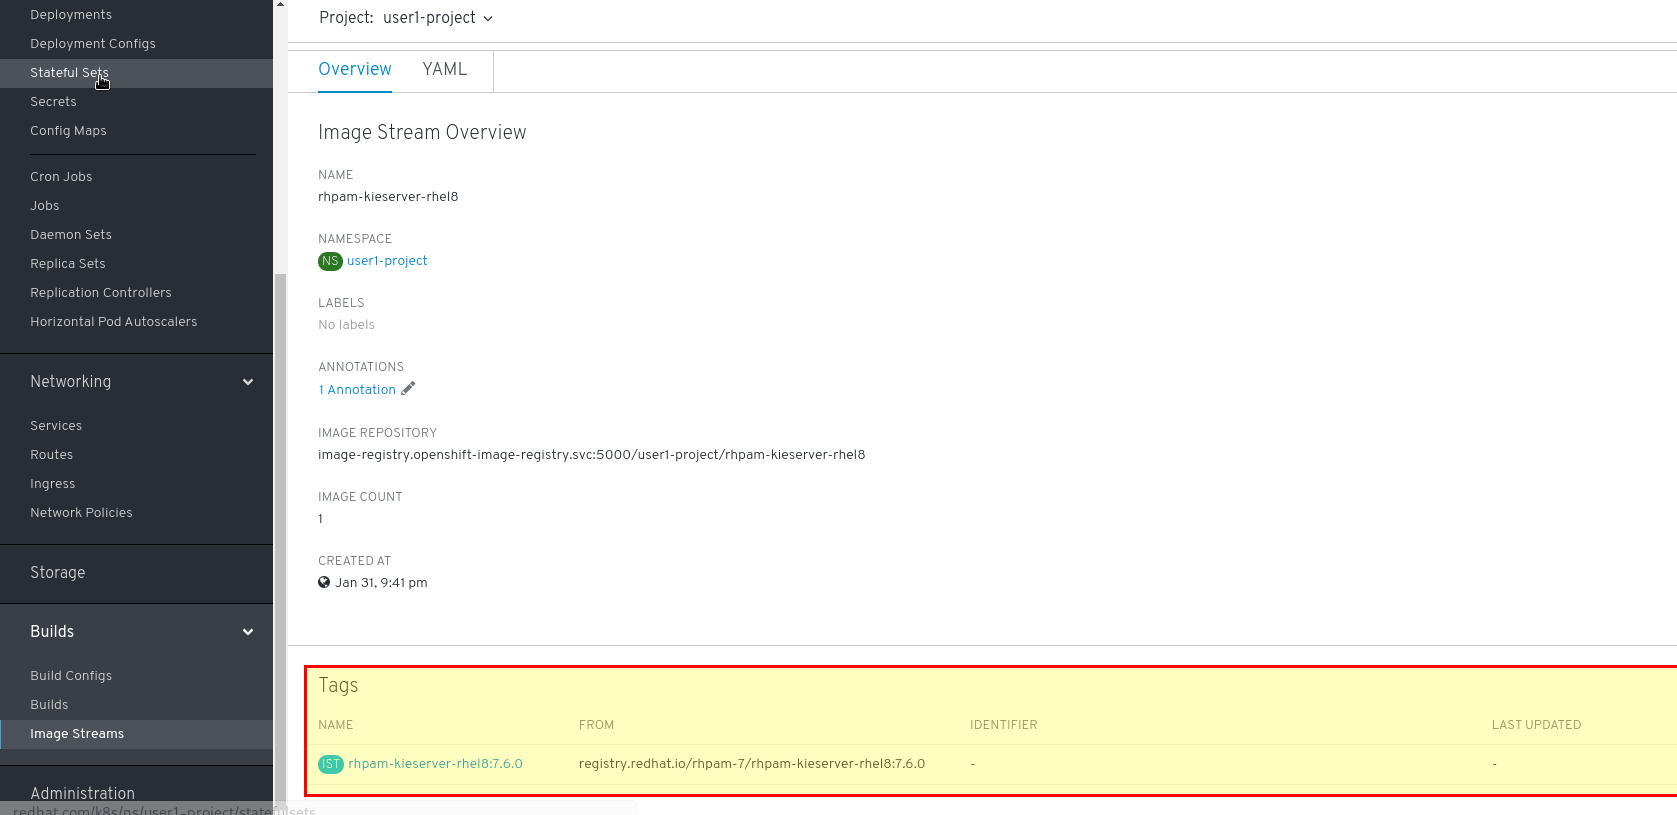 Deployments
Deployment Configs
Stateful Sets
Secrets
Config Maps
Cron Jobs
Jobs
Daemon Sets
Replica Sets
Replication Controllers
Horizontal Pod Autoscalers
Networking
Services
Routes
Ingress
Network Policies
Storage
Builds
Build Configs
Builds
Image Streams
Administration
redhat.com/k8s/ns/user1-project/statefulsets
Project: user1-project
Overview YAML
Image Stream Overview
NAME
rhpam-kieserver-rhel8
NAMESPACE
NS user1-project
LABELS
No labels
ANNOTATIONS
1 Annotation
IMAGE REPOSITORY
image-registry.openshift-image-registry.svc:5000/user1-project/rhpam-kieserver-rhel8
IMAGE COUNT
1
CREATED AT
Jan 31, 9:41 pm
Tags
NAME FROM IDENTIFIER LAST UPDATED
IST rhpam-kieserver-rhel8:7.6.0 registry.redhat.io/rhpam-7/rhpam-kieserver-rhel8:7.6.0 - -